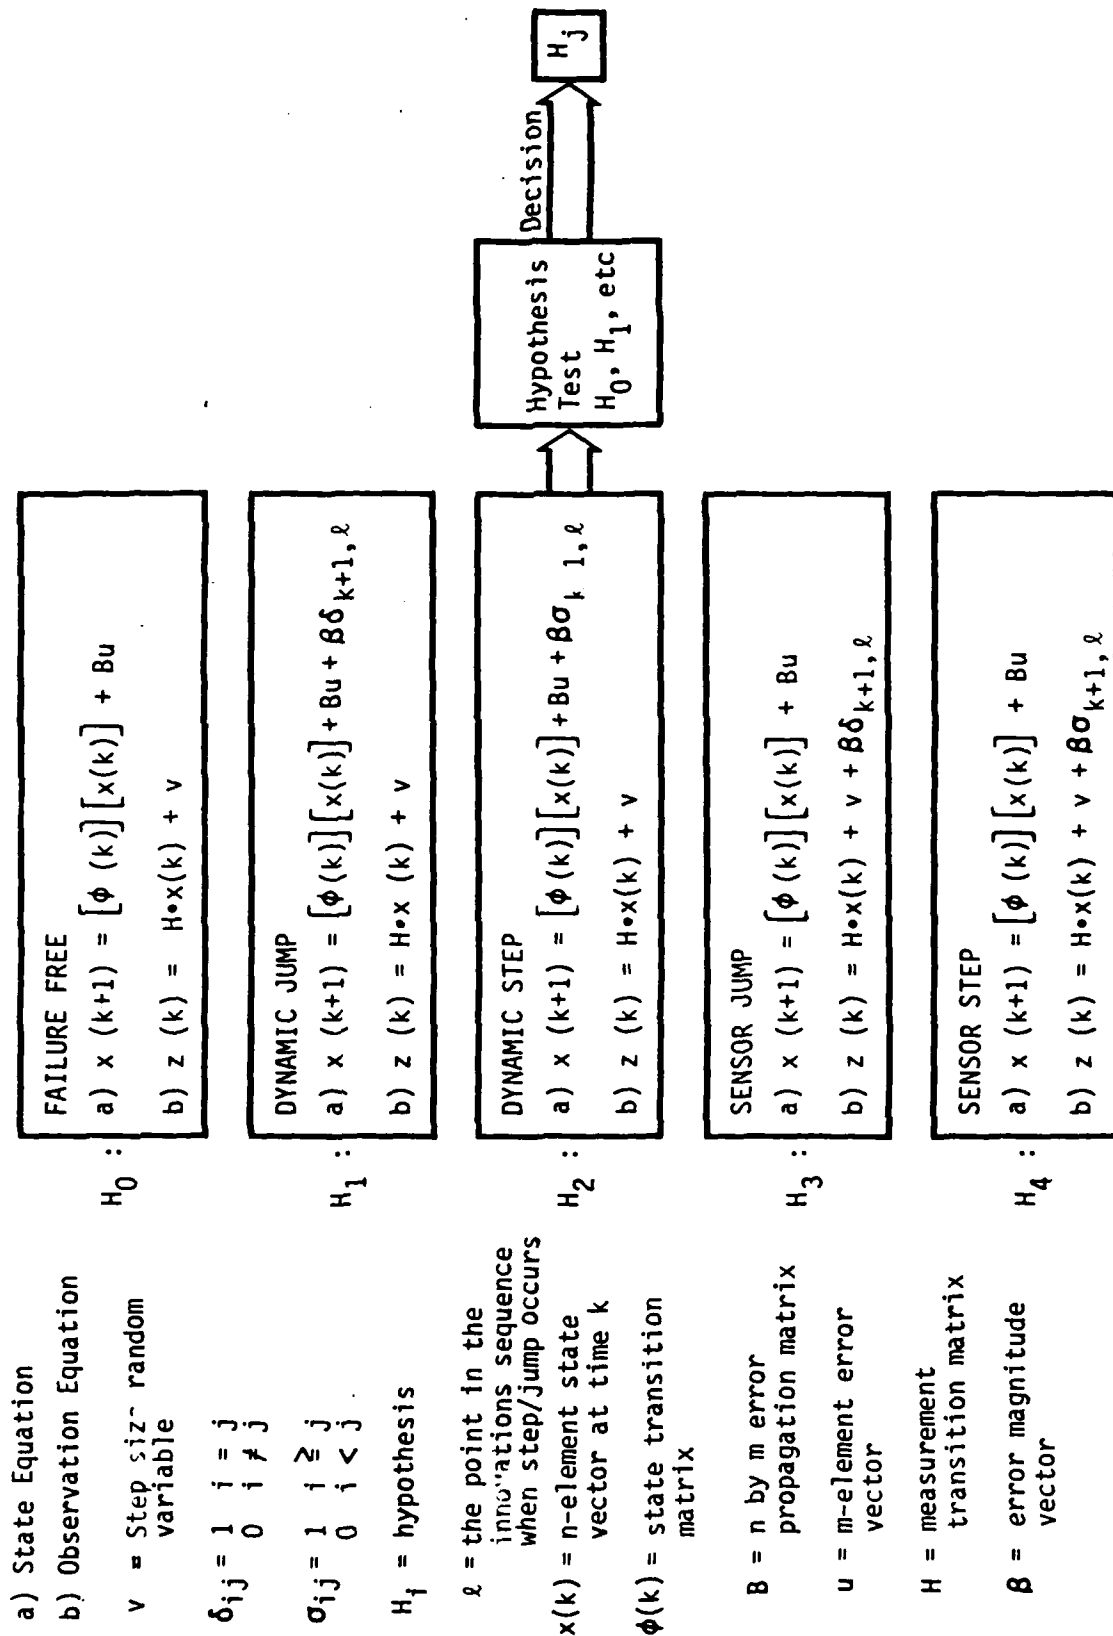 a) State Equation
b) Observation Equation
v = Step siz random
variable
δij = 1 i = j
0 i ≠ j
σij = 1 i ≧ j
0 i < j
Hi = hypothesis
ℓ = the point in the
innovations sequence
when step/jump occurs
x(k) = n-element state
vector at time k
ϕ(k) = state transition
matrix
B = n by m error
propagation matrix
u = m-element error
vector
H = measurement
transition matrix
β = error magnitude
vector
H0 :
FAILURE FREE
a) x (k+1) = [ϕ (k)][x(k)] + Bu
b) z (k) = H•x(k) + v
H1 :
DYNAMIC JUMP
a) x (k+1) = [ϕ (k)][x(k)] + Bu + βδk+1,ℓ
b) z (k) = H•x (k) + v
H2 :
DYNAMIC STEP
a) x (k+1) = [ϕ (k)][x(k)] + Bu + βσk 1,ℓ
b) z (k) = H•x(k) + v
H3 :
SENSOR JUMP
a) x (k+1) = [ϕ (k)][x(k)] + Bu
b) z (k) = H•x(k) + v + βδk+1,ℓ
H4 :
SENSOR STEP
a) x (k+1) = [ϕ (k)][x(k)] + Bu
b) z (k) = H•x(k) + v + βσk+1,ℓ
Hypothesis
Test
H0, H1, etc
Decision
Hj